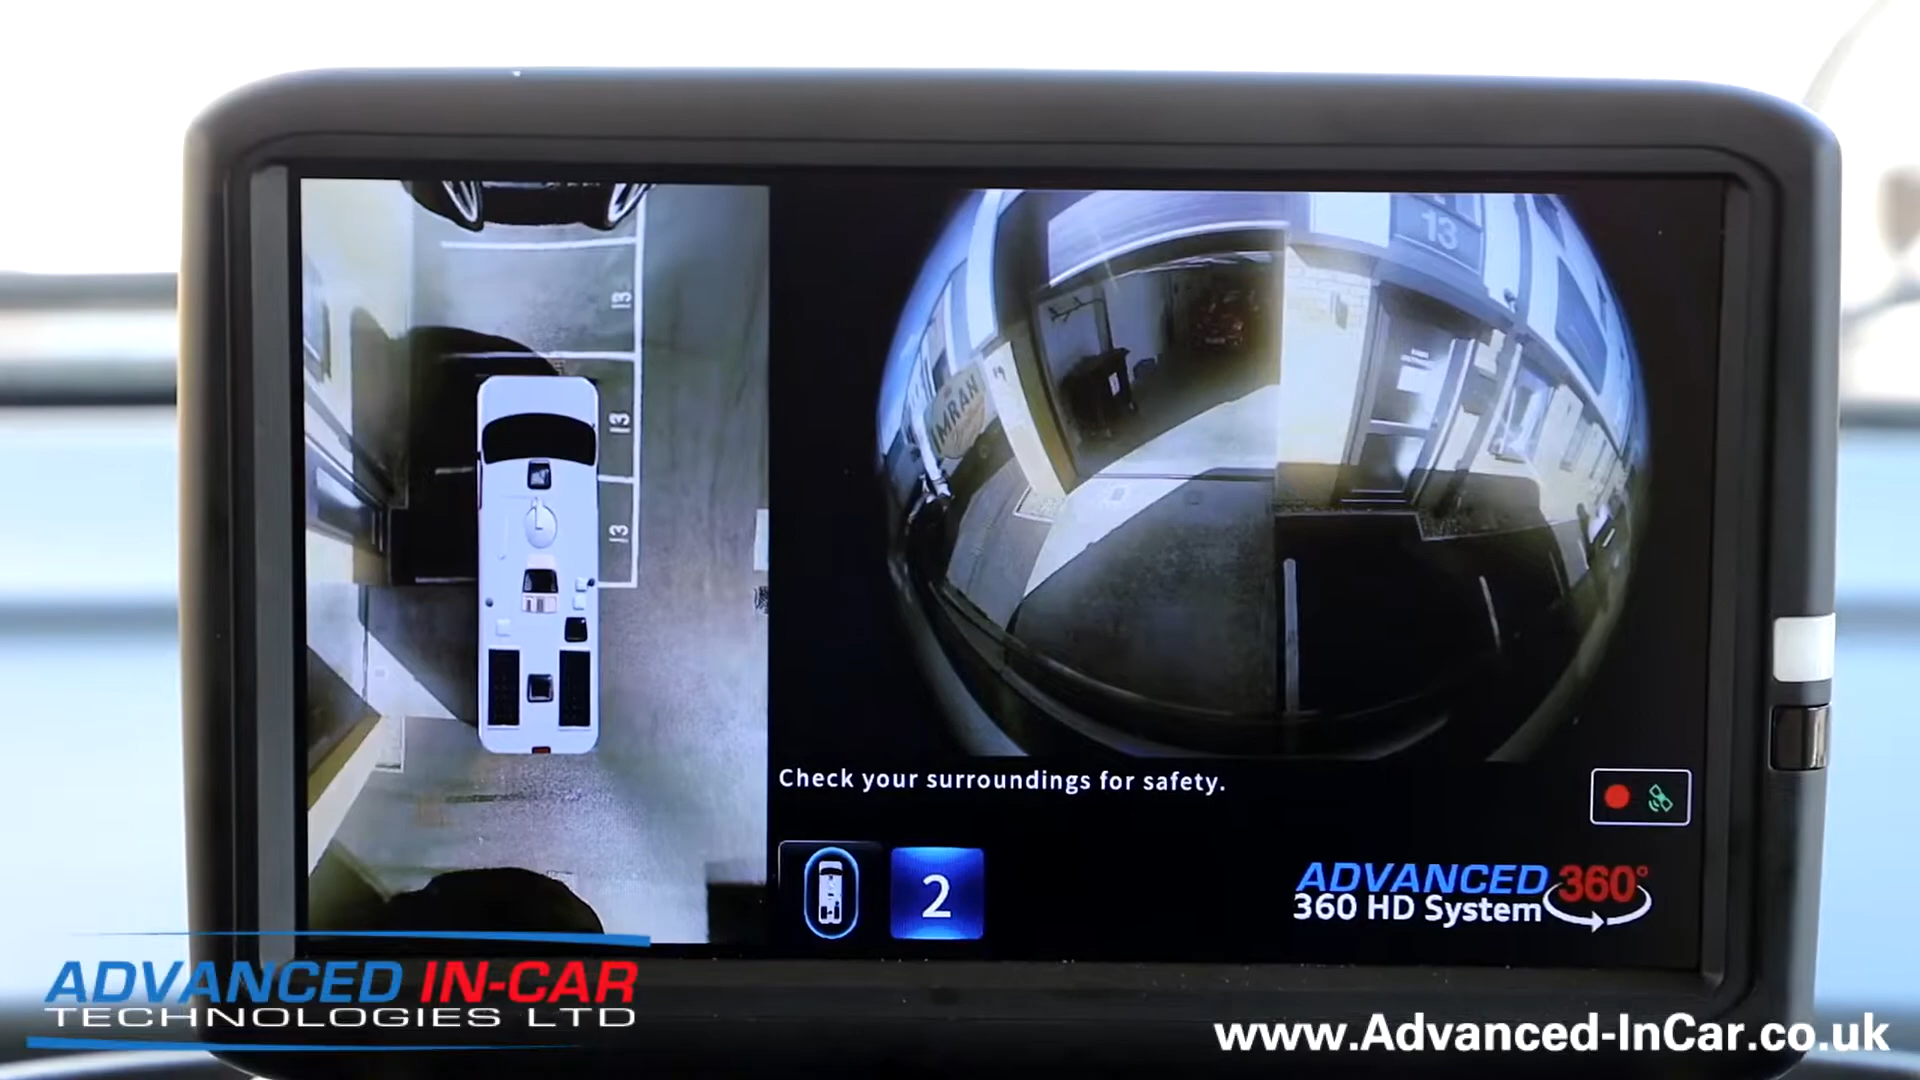 13
13
13
13
IMRAN
Check your surroundings for safety.
2
ADVANCED 360°
360 HD System
ADVANCED IN-CAR
TECHNOLOGIES LTD
www.Advanced-InCar.co.uk